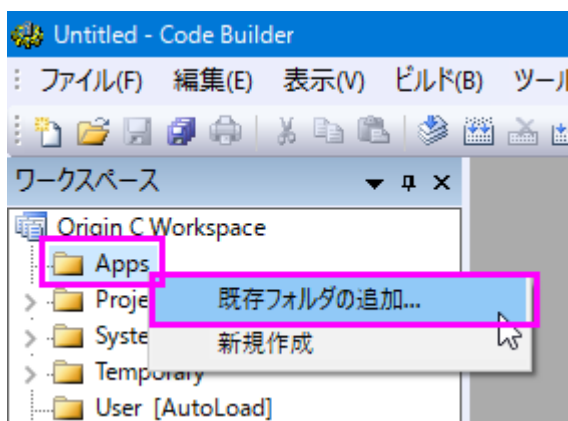 Untitled - Code Builder
ファイル(F) 編集(E) 表示(V) ビルド(B) ツール
ワークスペース
Origin C Workspace
Apps
既存フォルダの追加...
新規作成
Temporary
User [AutoLoad]